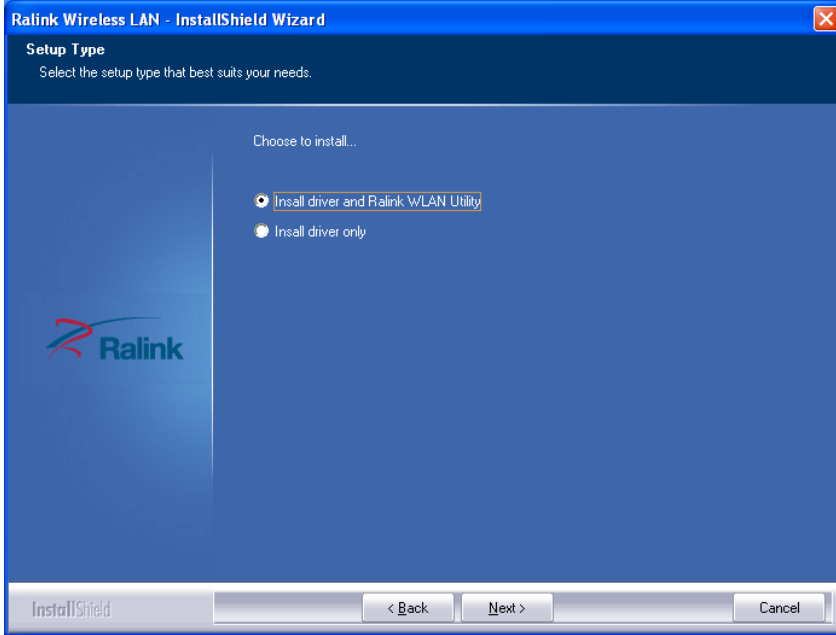 Ralink Wireless LAN - InstallShield Wizard
Setup Type
Select the setup type that best suits your needs.
Choose to install...
Insall driver and Ralink WLAN Utility
Insall driver only
Ralink
InstallShield
< Back
Next >
Cancel